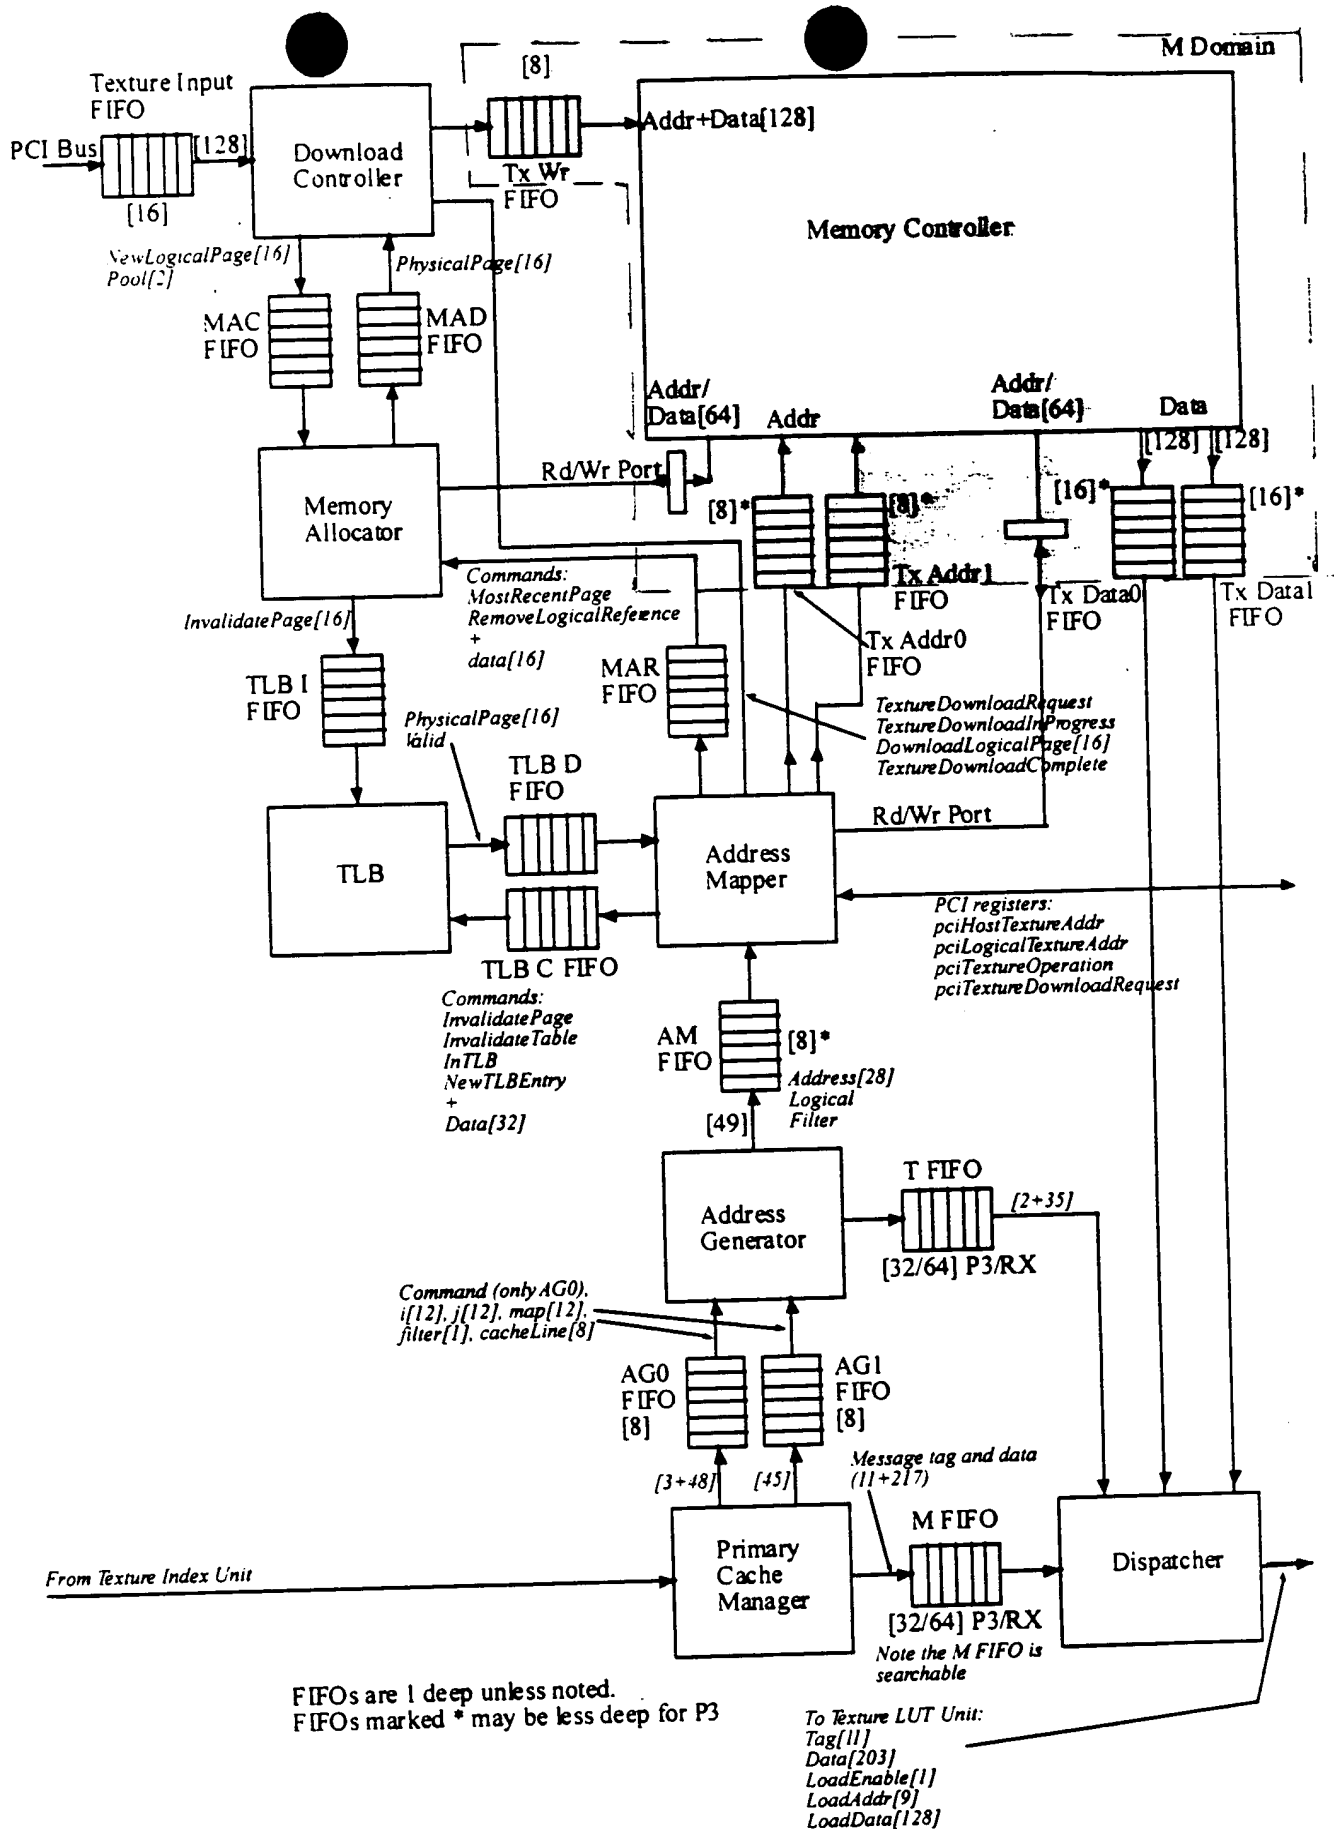 M Domain
[8]
Texture Input
FIFO
PCI Bus
[128]
[16]
Download
Controller
Tx Wr
FIFO
Addr+Data[128]
Memory Controller
NewLogicalPage[16]
Pool[2]
PhysicalPage[16]
MAC
FIFO
MAD
FIFO
Addr/
Data[64]
Addr
Addr/
Data[64]
Data
[128]
[128]
Rd/Wr Port
Memory
Allocator
[8]*
[8]*
[16]*
[16]*
Commands:
MostRecentPage
RemoveLogicalReference
+
data[16]
Tx Addr1
FIFO
Tx Data0
FIFO
Tx Data1
FIFO
InvalidatePage[16]
Tx Addr0
FIFO
TLB I
FIFO
MAR
FIFO
PhysicalPage[16]
Valid
TextureDownloadRequest
TextureDownloadInProgress
DownloadLogicalPage[16]
TextureDownloadComplete
TLB D
FIFO
Rd/Wr Port
TLB
Address
Mapper
PCI registers:
pciHostTextureAddr
pciLogicalTextureAddr
pciTextureOperation
pciTextureDownloadRequest
TLB C FIFO
Commands:
InvalidatePage
InvalidateTable
InTLB
NewTLBEntry
+
Data[32]
AM
FIFO
[8]*
Address[28]
Logical
Filter
[49]
T FIFO
[2+35]
Address
Generator
[32/64] P3/RX
Command (only AG0),
i[12], j[12], map[12],
filter[1], cacheLine[8]
AG0
FIFO
[8]
AG1
FIFO
[8]
[3+48]
[45]
Message tag and data
(11+217)
M FIFO
Primary
Cache
Manager
Dispatcher
From Texture Index Unit
[32/64] P3/RX
Note the M FIFO is
searchable
FIFOs are 1 deep unless noted.
FIFOs marked * may be less deep for P3
To Texture LUT Unit:
Tag[11]
Data[203]
LoadEnable[1]
LoadAddr[9]
LoadData[128]